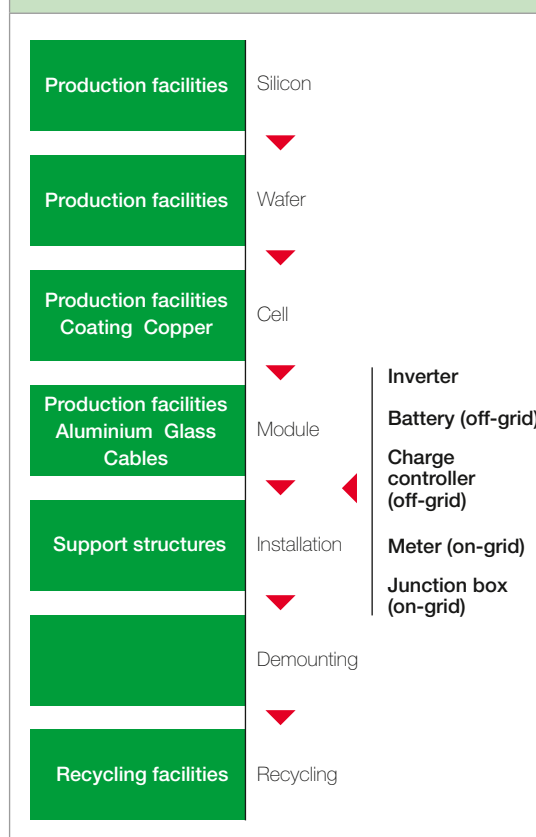 Production facilities
Silicon
Production facilities
Wafer
Production facilities
Coating Copper
Cell
Production facilities
Aluminium Glass
Cables
Module
Inverter
Battery (off-grid)
Charge
controller
(off-grid)
Meter (on-grid)
Junction box
(on-grid)
Support structures
Installation
Demounting
Recycling facilities
Recycling